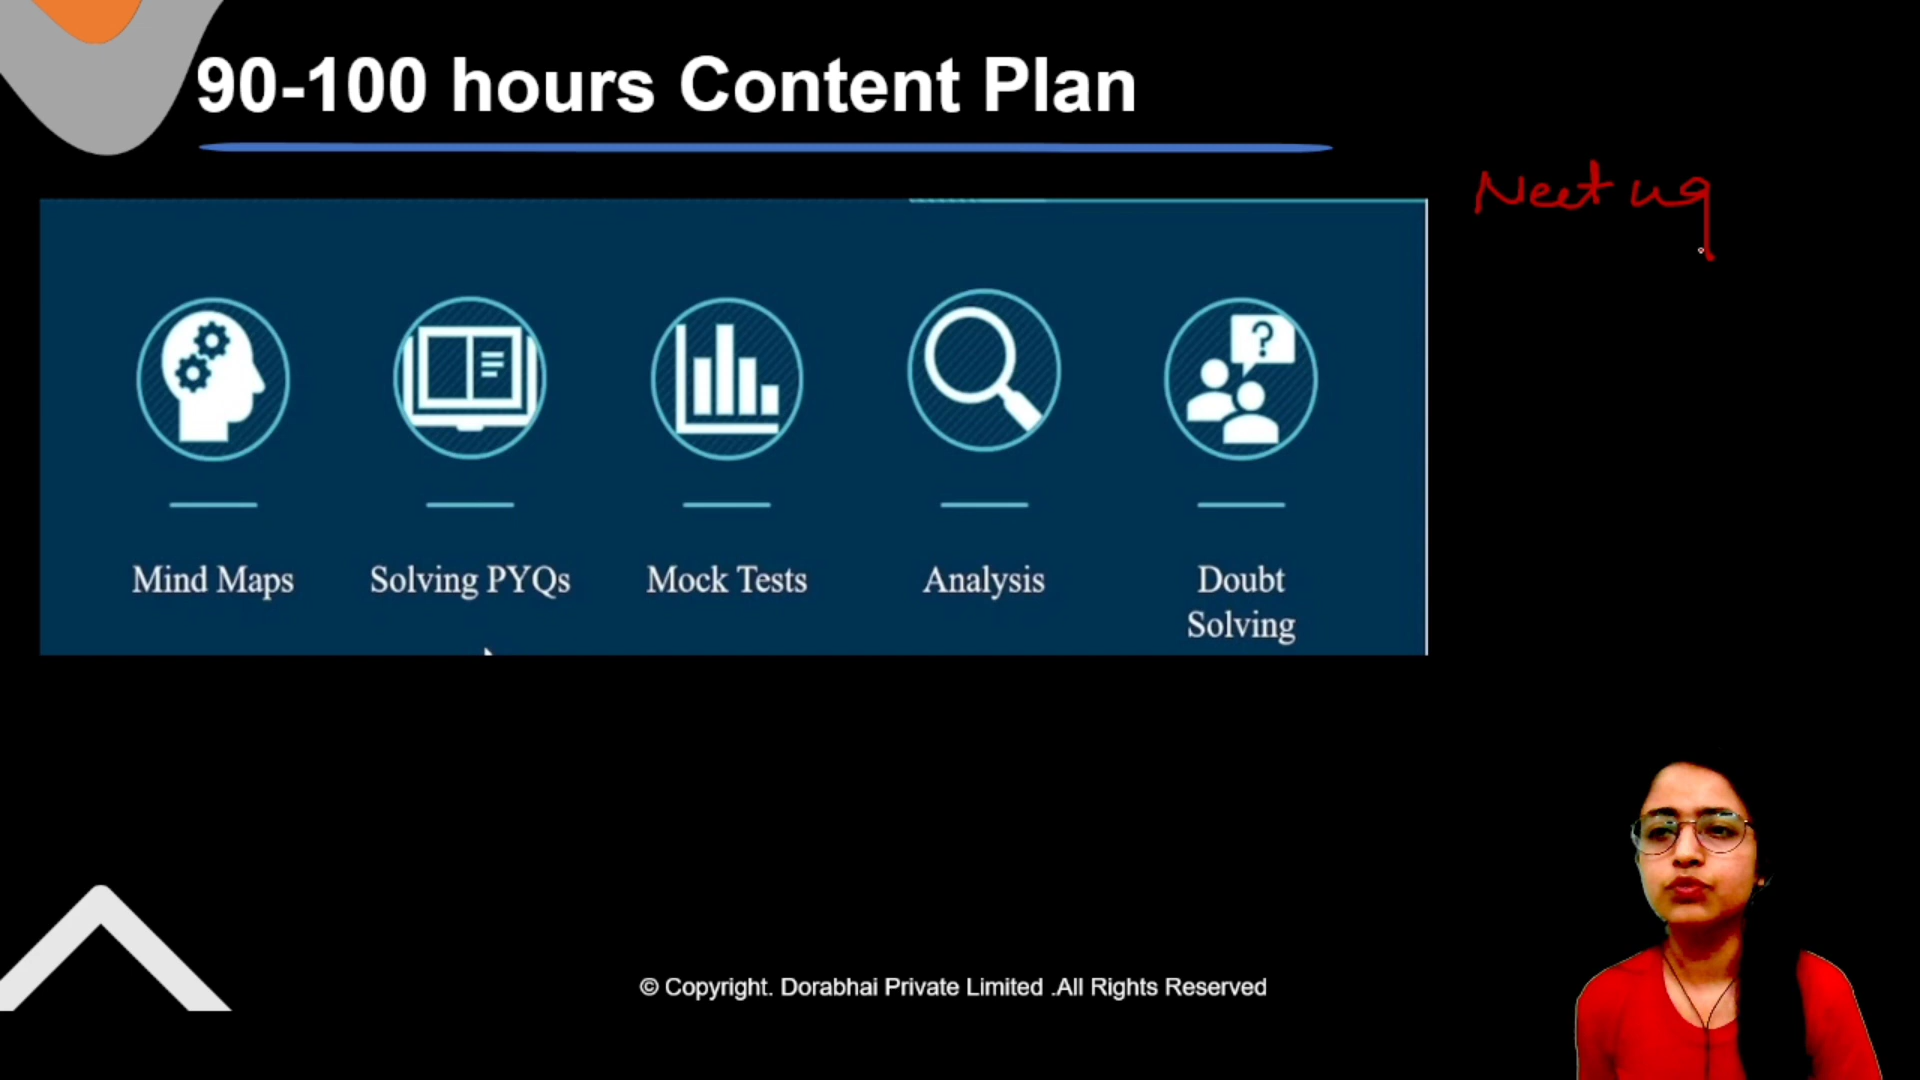 90-100 hours Content Plan
Neet ug
Mind Maps
Solving PYQs
Mock Tests
Analysis
Doubt
Solving
?
© Copyright. Dorabhai Private Limited .All Rights Reserved